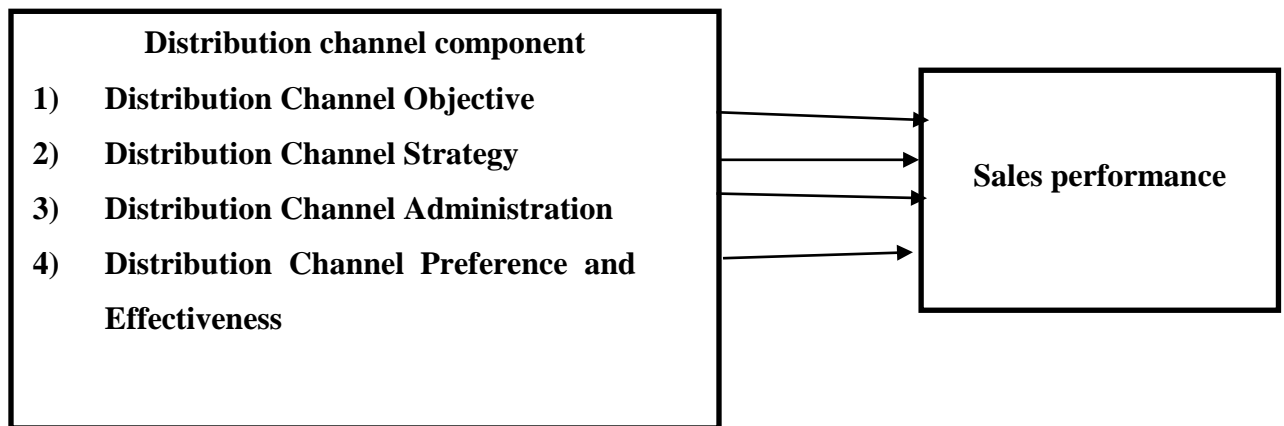 Distribution channel component
1) Distribution Channel Objective
2) Distribution Channel Strategy
3) Distribution Channel Administration
4) Distribution Channel Preference and
Effectiveness
Sales performance